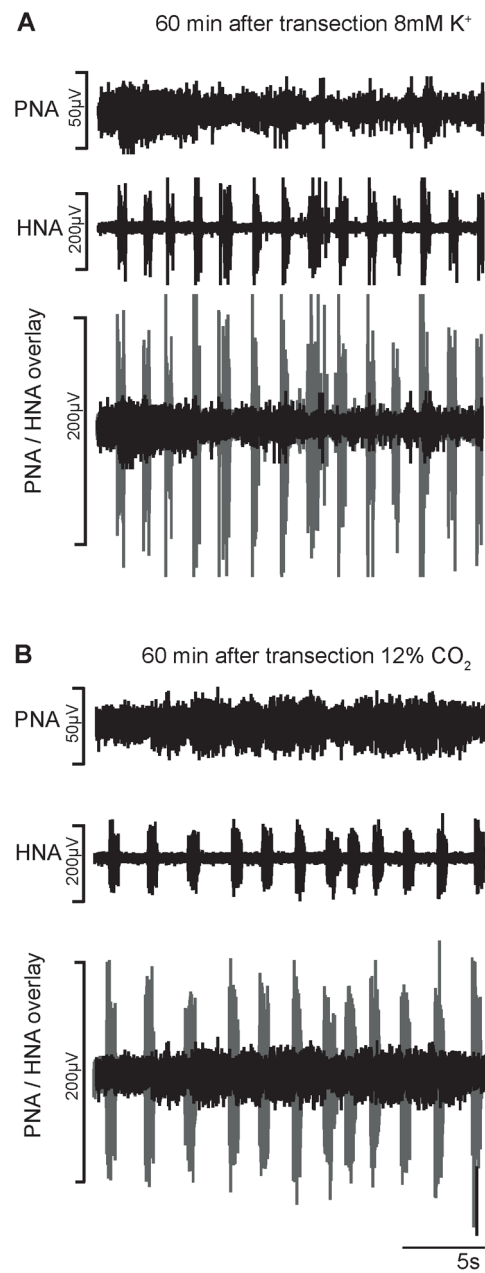 A
60 min after transection 8mM K⁺
PNA
50µV
HNA
200µV
PNA / HNA overlay
200µV
B
60 min after transection 12% CO₂
PNA
50µV
HNA
200µV
PNA / HNA overlay
200µV
5s